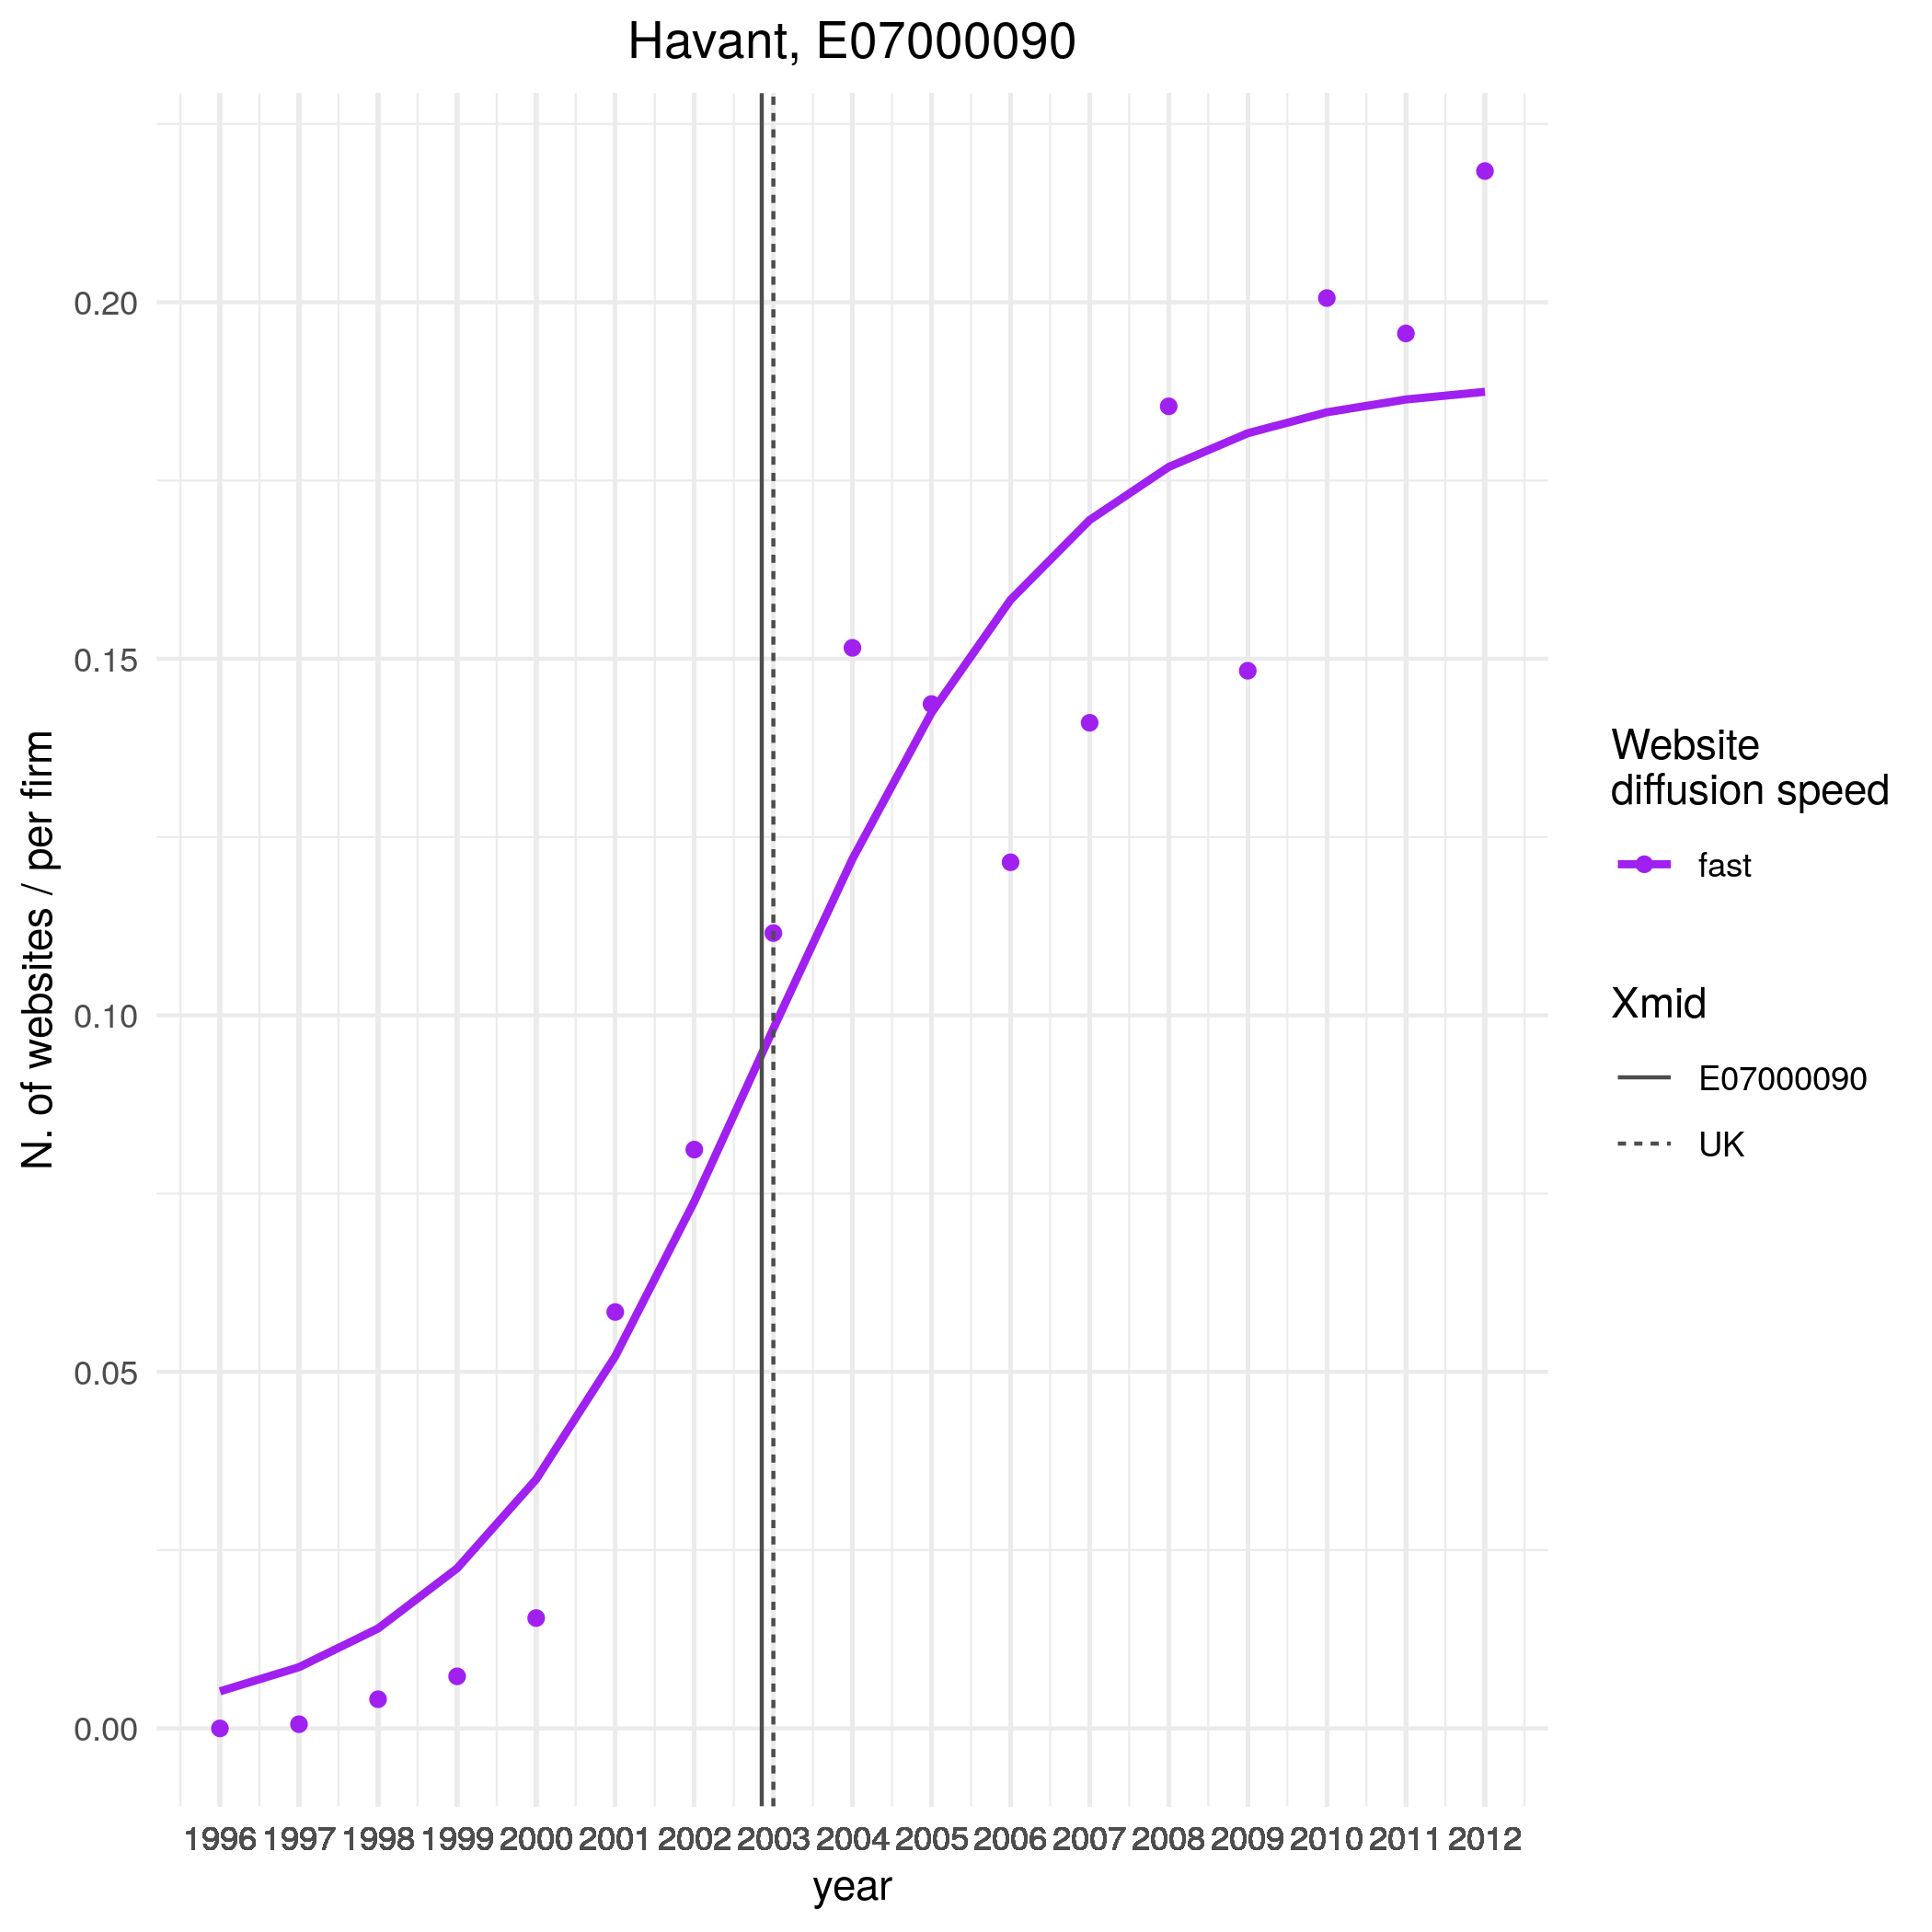 Havant, E07000090
N. of websites / per firm
0.20
0.15
0.10
0.05
0.00
1996 1997 1998 1999 2000 2001 2002 2003 2004 2005 2006 2007 2008 2009 2010 2011 2012
year
Website
diffusion speed
fast
Xmid
E07000090
UK